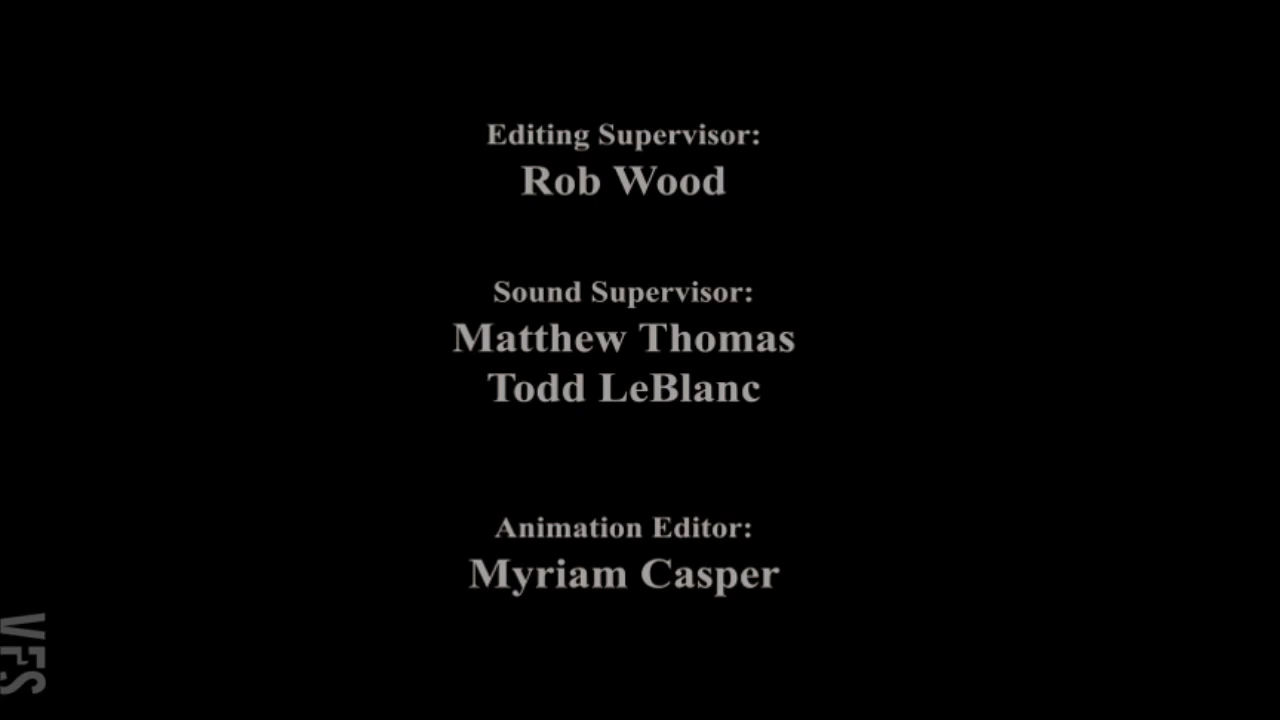 Editing Supervisor:
Rob Wood
Sound Supervisor:
Matthew Thomas
Todd LeBlanc
Animation Editor:
Myriam Casper
VFS